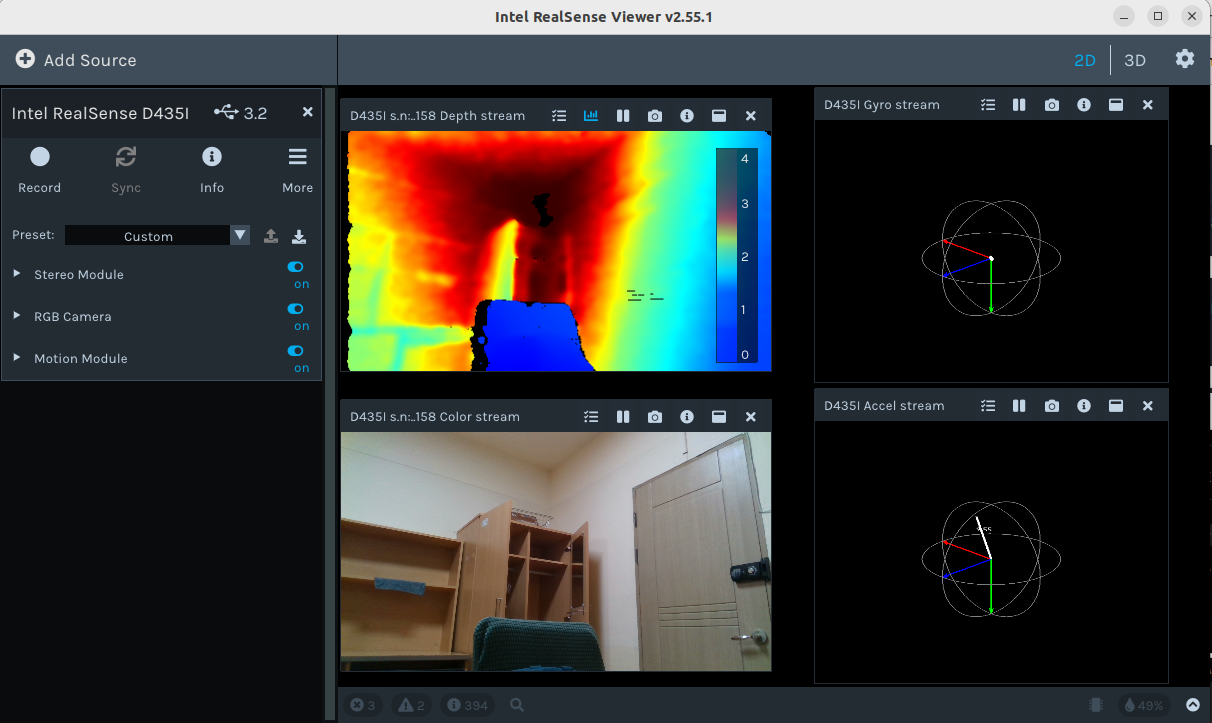 Intel RealSense Viewer v2.55.1
Add Source
2D
3D
Intel RealSense D435I
3.2
Record
Sync
Info
More
Preset:
Custom
Stereo Module
on
RGB Camera
on
Motion Module
on
D435I s.n:..158 Depth stream
4
3
2
1
0
D435I Gyro stream
D435I s.n:..158 Color stream
D435I Accel stream
3
2
394
49%